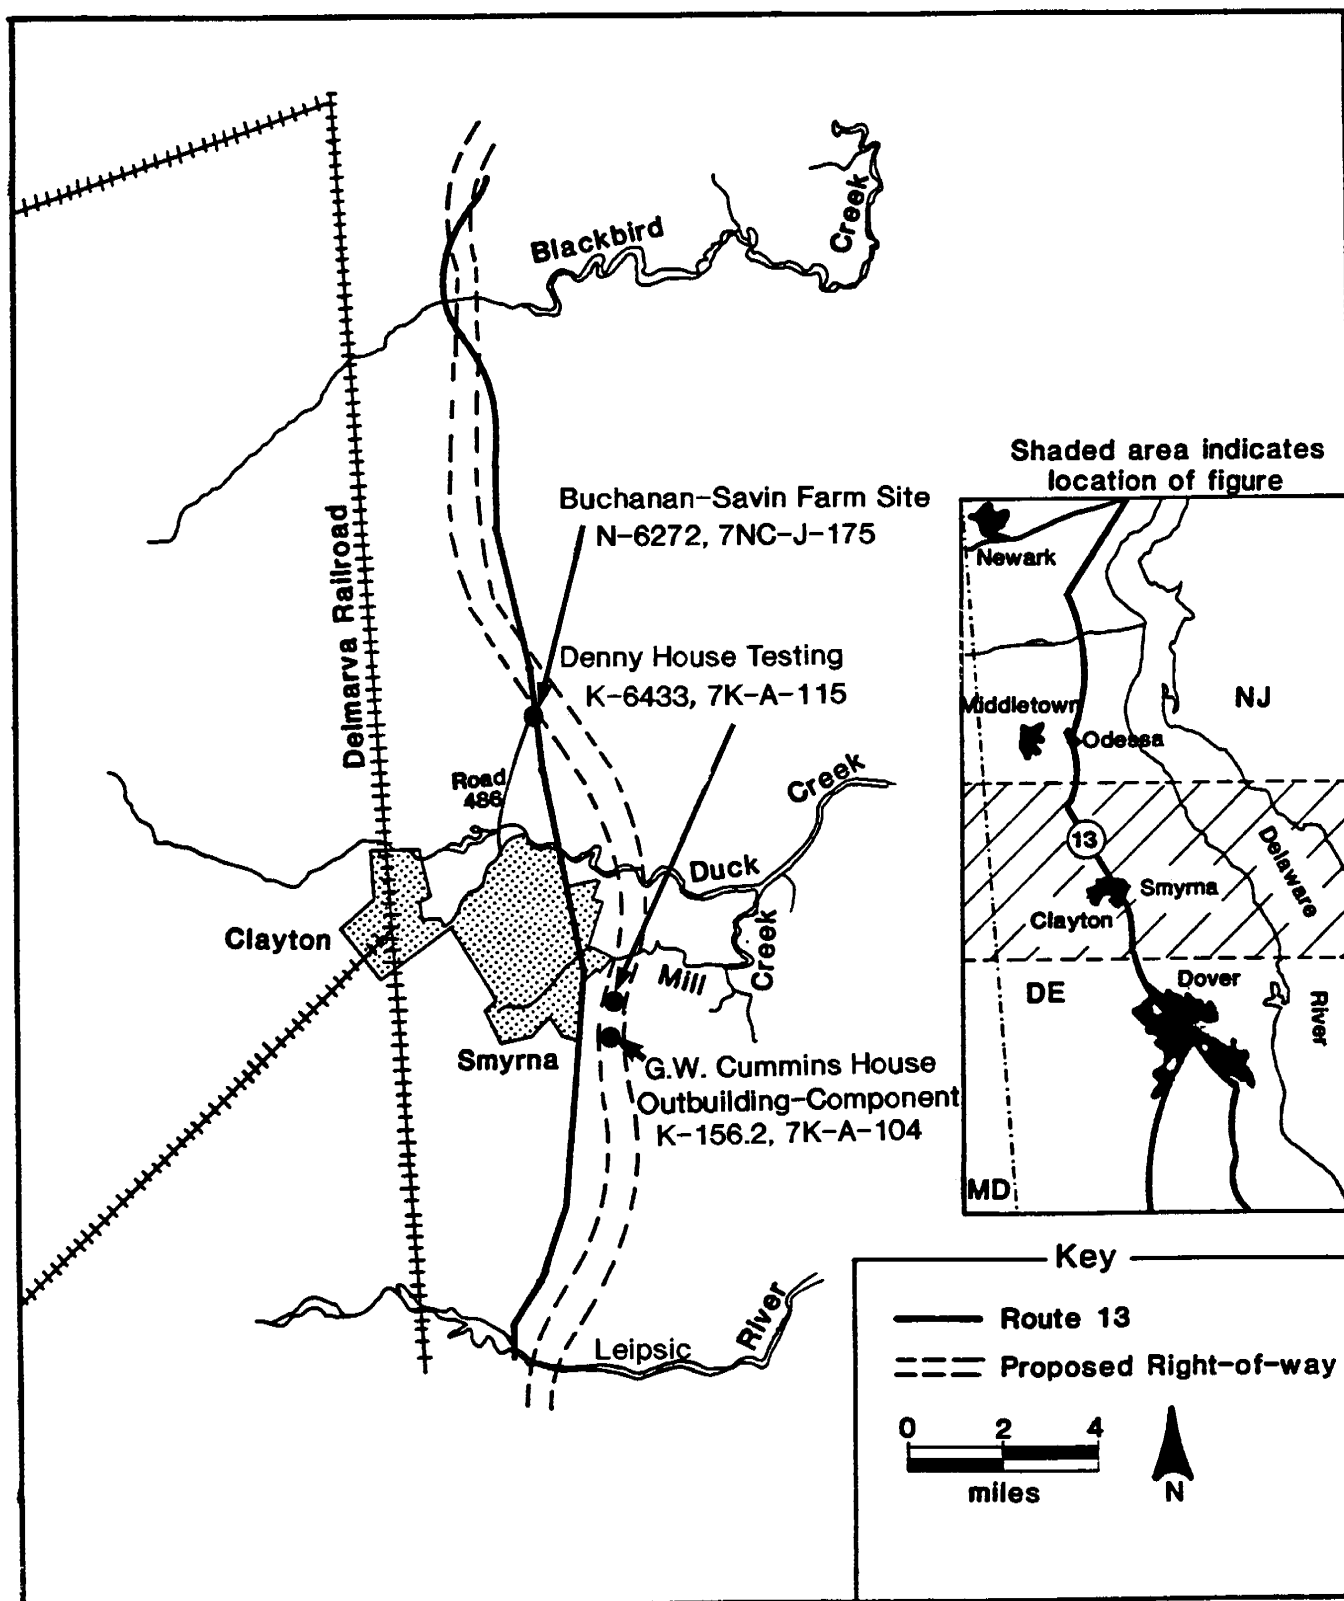 Blackbird
Creek
Shaded area indicates
location of figure
Buchanan-Savin Farm Site
N-6272, 7NC-J-175
Newark
Delmarva Railroad
Denny House Testing
K-6433, 7K-A-115
NJ
Middletown
Odessa
Road
486
Creek
13
Duck
Delaware
Smyrna
Clayton
Clayton
Creek
Mill
Dover
DE
River
Smyrna
G.W. Cummins House
Outbuilding-Component
K-156.2, 7K-A-104
MD
Key
River
Leipsic
Route 13
Proposed Right-of-way
0 2 4
miles
N